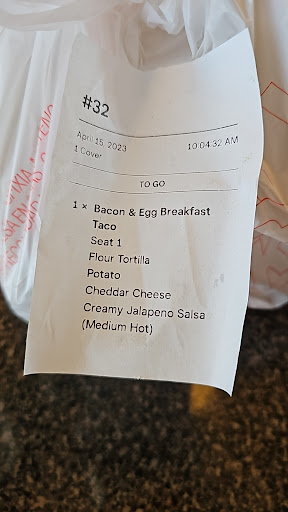 #32
April 15, 2023 10:04:32 AM
1 Cover
TO GO
1 × Bacon & Egg Breakfast
Taco
Seat 1
Flour Tortilla
Potato
Cheddar Cheese
Creamy Jalapeno Salsa
(Medium Hot)